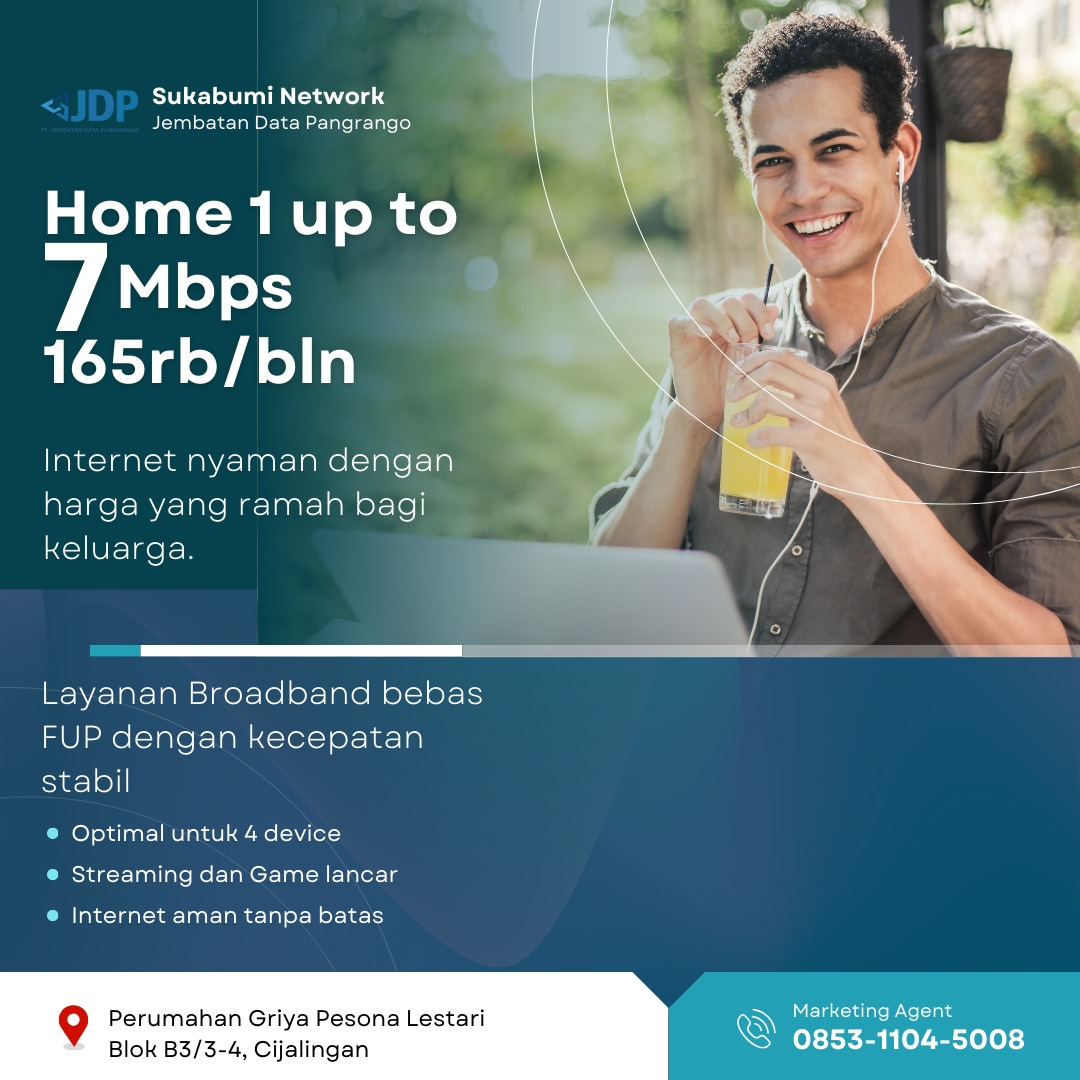 JDP
PT. JEMBATAN DATA PANGRANGO
Sukabumi Network
Jembatan Data Pangrango
Home 1 up to
7 Mbps
165rb/bln
Internet nyaman dengan
harga yang ramah bagi
keluarga.
Layanan Broadband bebas
FUP dengan kecepatan
stabil
Optimal untuk 4 device
Streaming dan Game lancar
Internet aman tanpa batas
Perumahan Griya Pesona Lestari
Blok B3/3-4, Cijalingan
Marketing Agent
0853-1104-5008